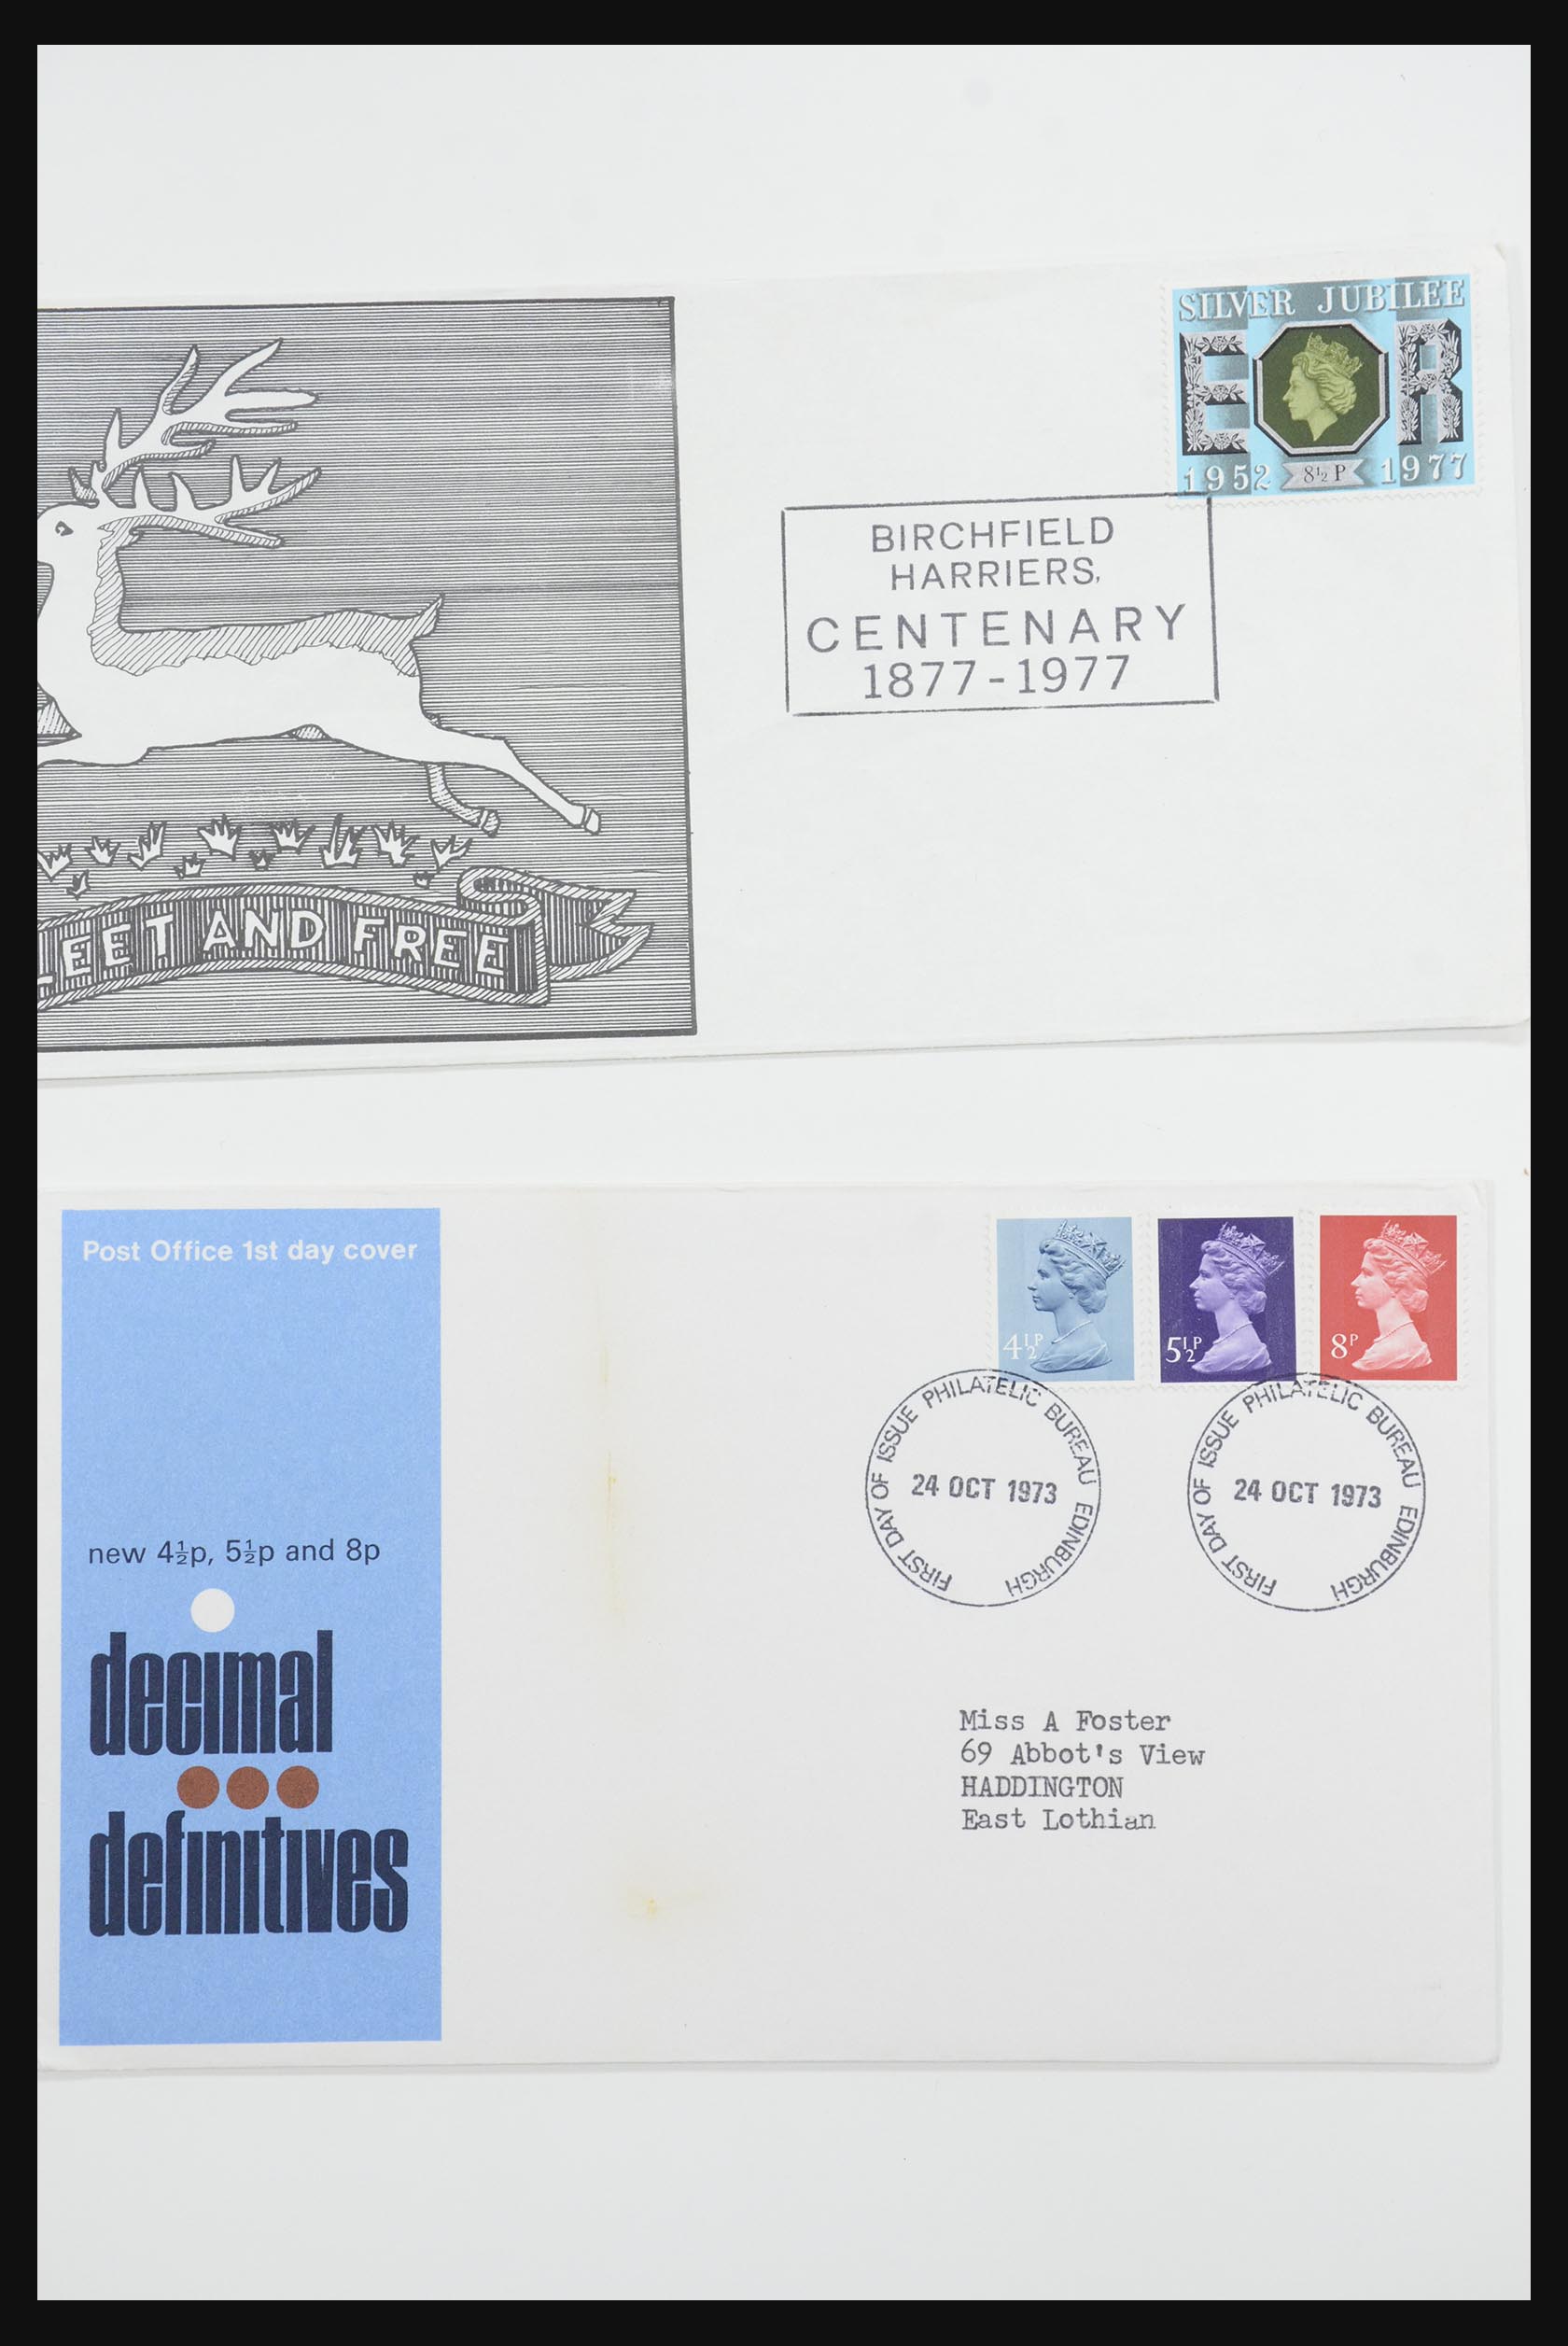 SILVER JUBILEE
E R
1952 8½ P 1977
BIRCHFIELD
HARRIERS,
CENTENARY
1877-1977
LEET AND FREE
Post Office 1st day cover
4½P
5½P
8P
FIRST DAY OF ISSUE PHILATELIC BUREAU EDINBURGH
24 OCT 1973
FIRST DAY OF ISSUE PHILATELIC BUREAU EDINBURGH
24 OCT 1973
new 4½p, 5½p and 8p
decimal
definitives
Miss A Foster
69 Abbot's View
HADDINGTON
East Lothian